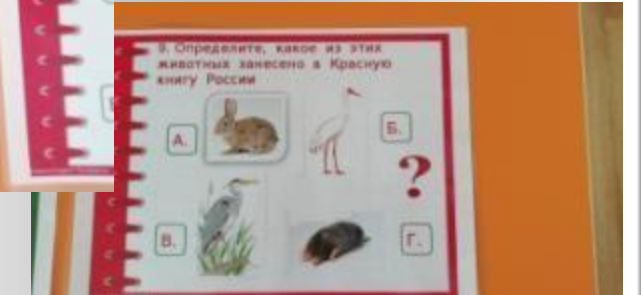 9. Определите, какое из этих
животных занесено в Красную
книгу России
А.
Б.
?
В.
Г.